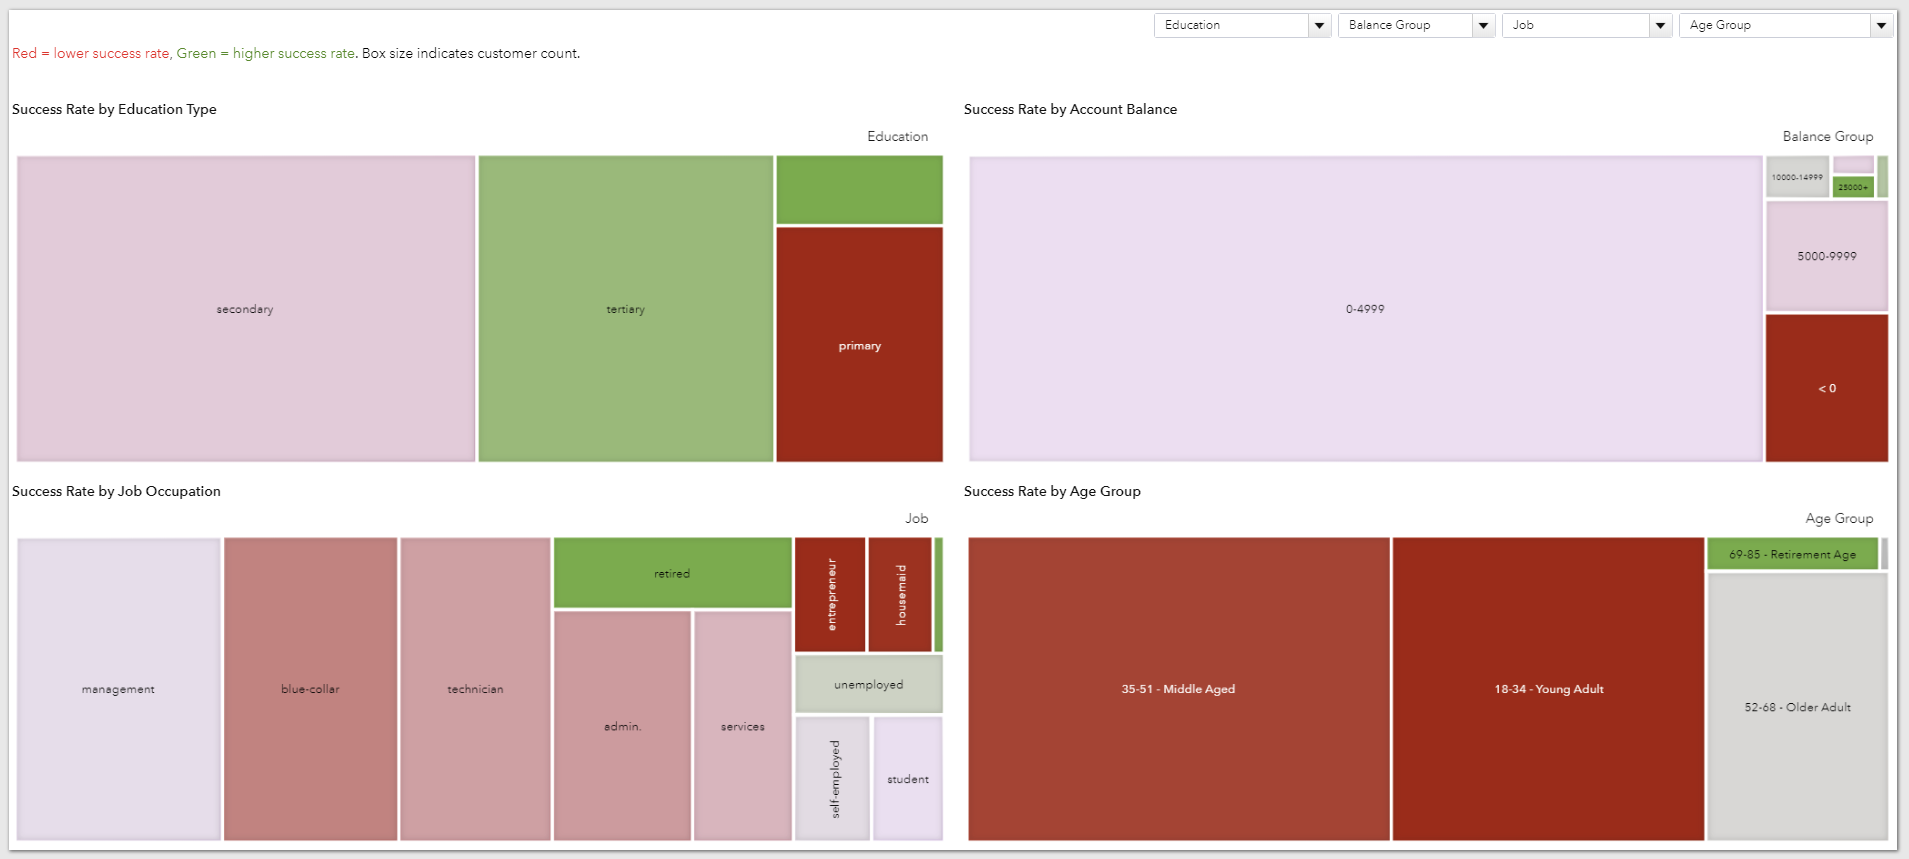 Education
Balance Group
Job
Age Group
Red = lower success rate, Green = higher success rate. Box size indicates customer count.
Success Rate by Education Type
Education
secondary
tertiary
primary
Success Rate by Account Balance
Balance Group
0-4999
10000-14999
25000+
5000-9999
< 0
Success Rate by Job Occupation
Job
management
blue-collar
technician
retired
admin.
services
entrepreneur
housemaid
unemployed
self-employed
student
Success Rate by Age Group
Age Group
35-51 - Middle Aged
18-34 - Young Adult
69-85 - Retirement Age
52-68 - Older Adult